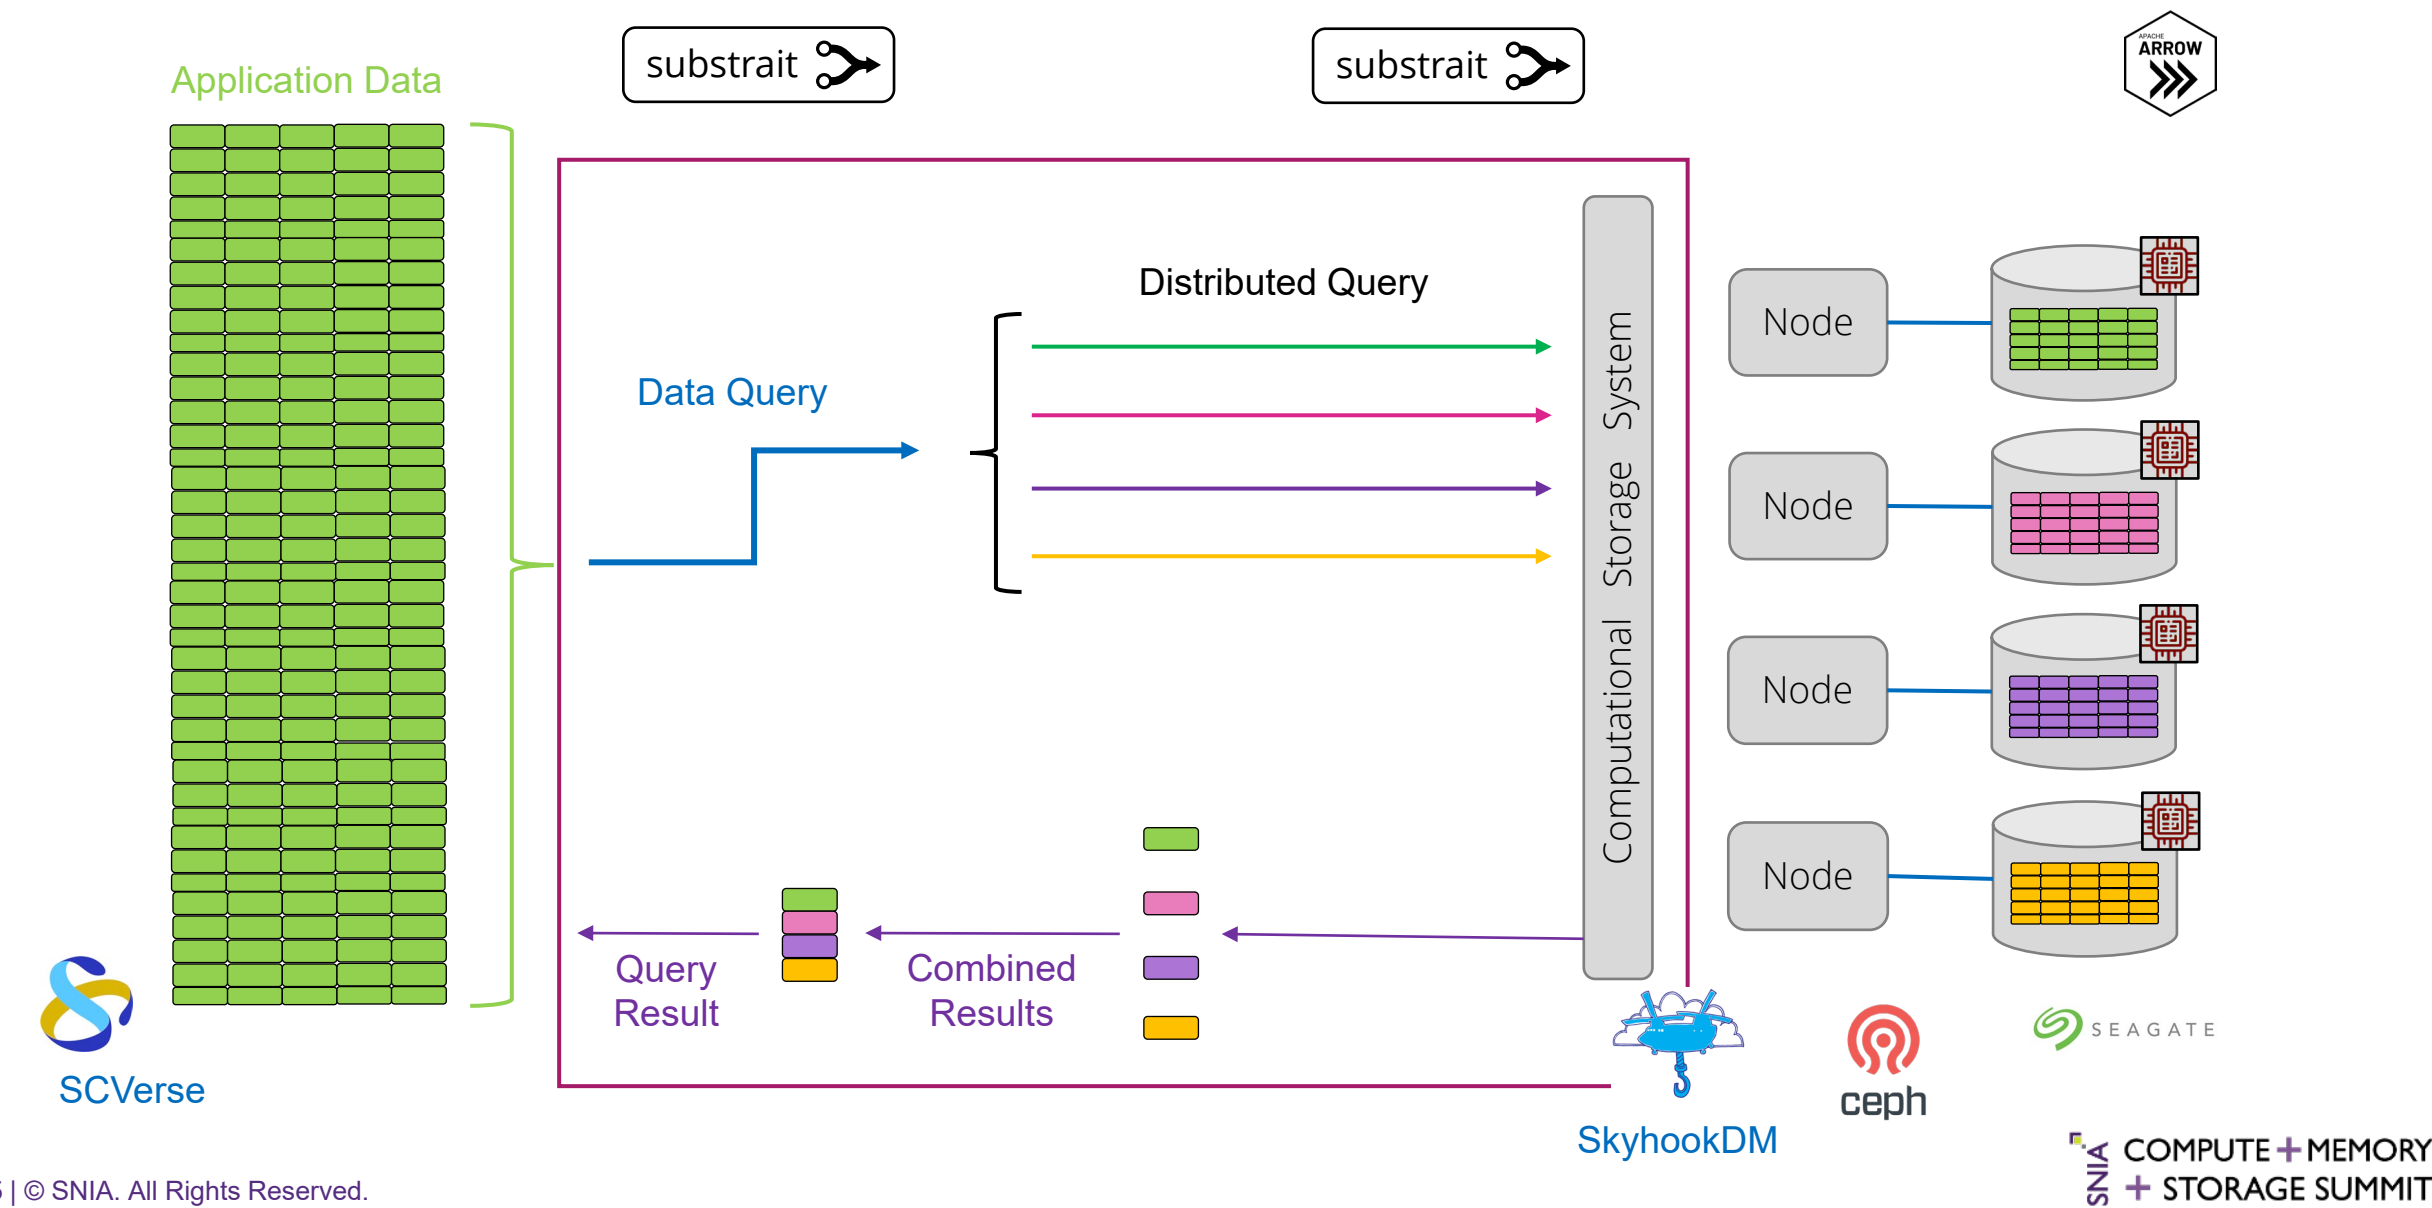 substrait
substrait
APACHE
ARROW
Application Data
Distributed Query
Data Query
Computational Storage System
Node
Node
Node
Node
Query
Result
Combined
Results
SCVerse
SkyhookDM
ceph
SEAGATE
| © SNIA. All Rights Reserved.
SNIA
COMPUTE + MEMORY
+ STORAGE SUMMIT